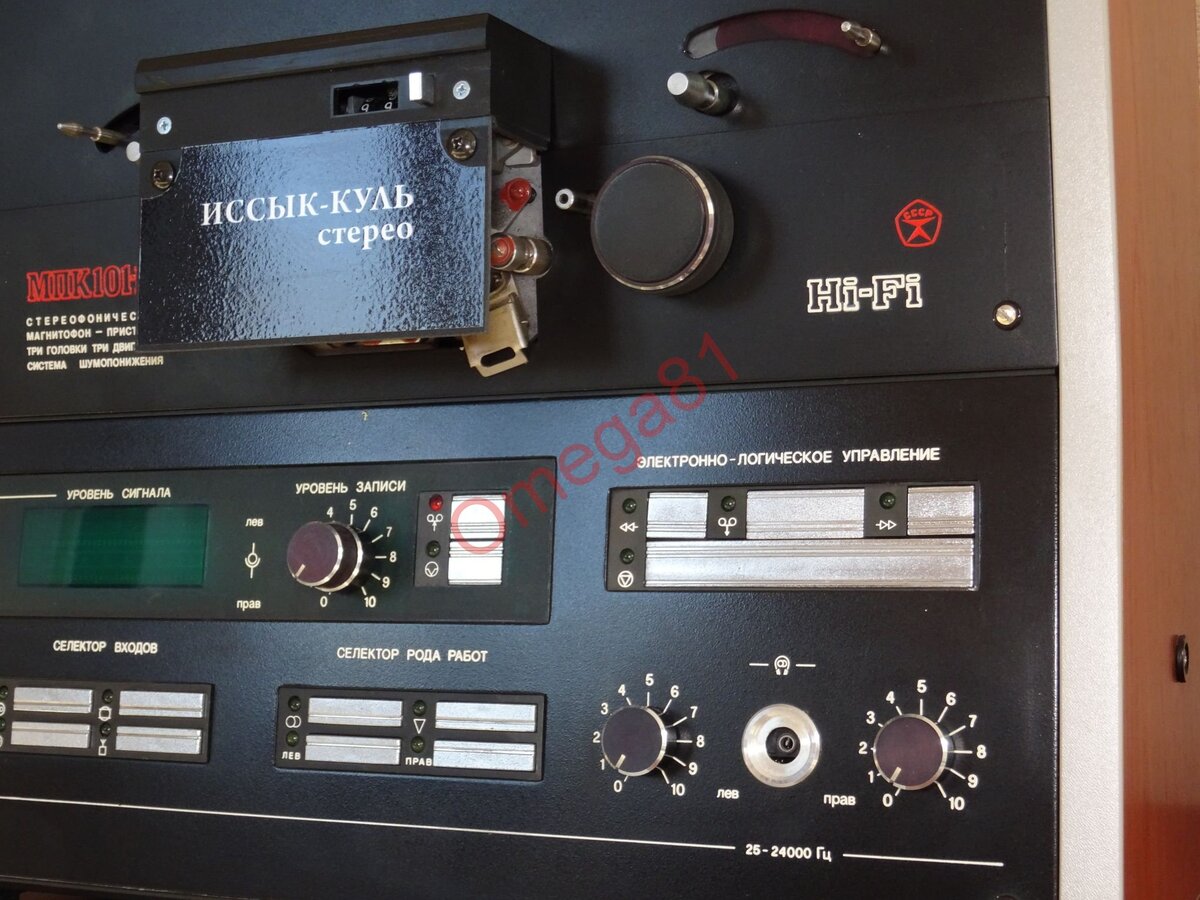 9 9
ИССЫК-КУЛЬ
стерео
СССР
Hi-Fi
МПК101-
СТЕРЕОФОНИЧЕС
МАГНИТОФОН – ПРИСТ
ТРИ ГОЛОВКИ ТРИ ДВИГ
СИСТЕМА ШУМОПОНИЖЕНИЯ
Omega81
УРОВЕНЬ СИГНАЛА
УРОВЕНЬ ЗАПИСИ
лев
прав
0 4 5 6 7 8 9 10
ЭЛЕКТРОННО-ЛОГИЧЕСКОЕ УПРАВЛЕНИЕ
СЕЛЕКТОР ВХОДОВ
СЕЛЕКТОР РОДА РАБОТ
ЛЕВ
ПРАВ
0 1 2 3 4 5 6 7 8 9 10
лев
прав
0 1 2 3 4 5 6 7 8 9 10
25-24000 Гц